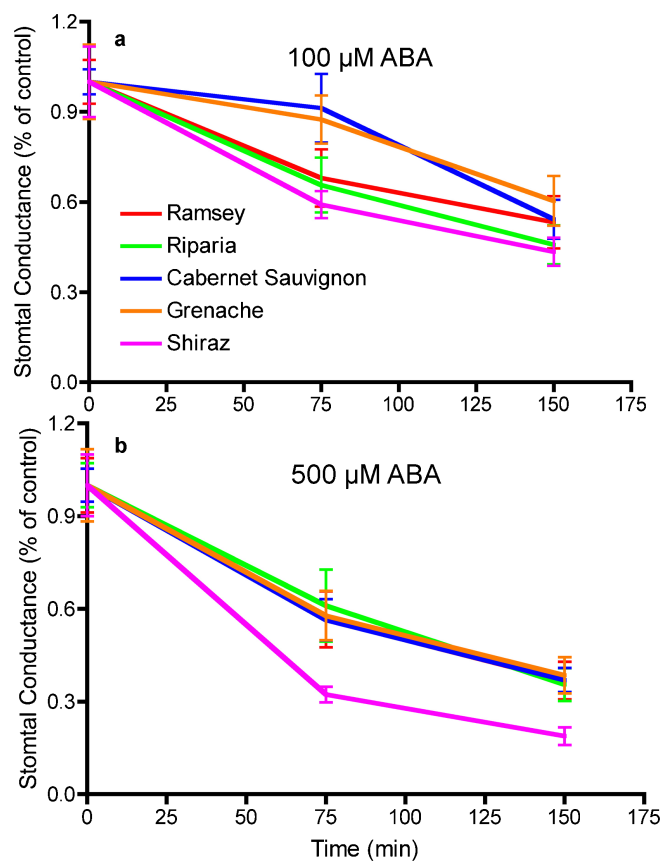 a
100 µM ABA
Stomtal Conductance (% of control)
1.2
0.9
0.6
0.3
0.0
Ramsey
Riparia
Cabernet Sauvignon
Grenache
Shiraz
0 25 50 75 100 125 150 175
b
500 µM ABA
Stomtal Conductance (% of control)
1.2
0.9
0.6
0.3
0.0
0 25 50 75 100 125 150 175
Time (min)